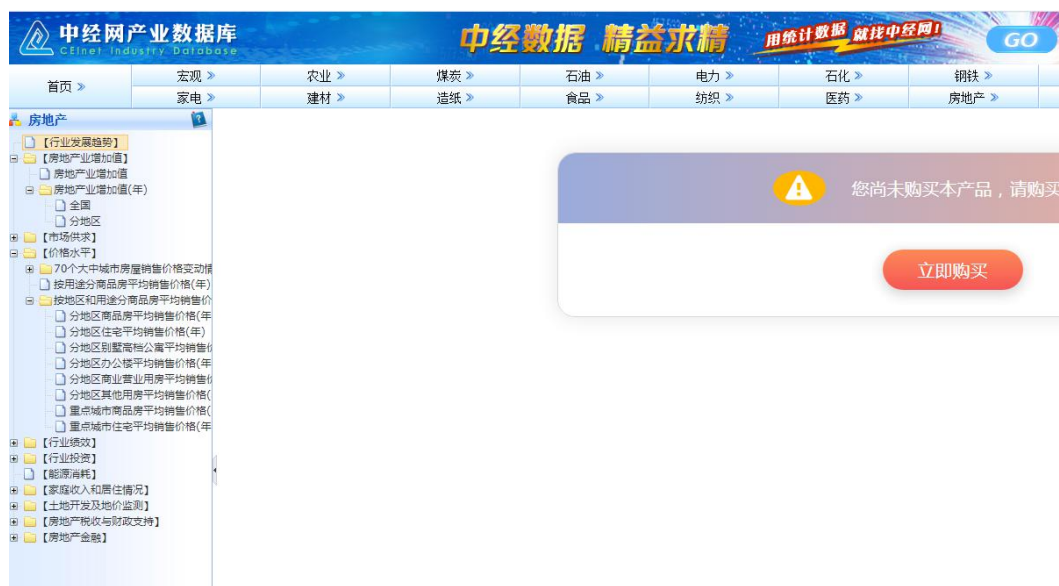 中经网产业数据库
CEInet Industry Database
中经数据 精益求精
用统计数据 就找中经网!
GO
首页
宏观 农业 煤炭 石油 电力 石化 钢铁
家电 建材 造纸 食品 纺织 医药 房地产
房地产
【行业发展趋势】
【房地产业增加值】
房地产业增加值
房地产业增加值(年)
全国
分地区
【市场供求】
【价格水平】
70个大中城市房屋销售价格变动情
按用途分商品房平均销售价格(年)
按地区和用途分商品房平均销售价
分地区商品房平均销售价格(年
分地区住宅平均销售价格(年)
分地区别墅高档公寓平均销售价
分地区办公楼平均销售价格(年
分地区商业营业用房平均销售价
分地区其他用房平均销售价格(
重点城市商品房平均销售价格(
重点城市住宅平均销售价格(年
【行业绩效】
【行业投资】
【能源消耗】
【家庭收入和居住情况】
【土地开发及地价监测】
【房地产税收与财政支持】
【房地产金融】
您尚未购买本产品，请购买
立即购买